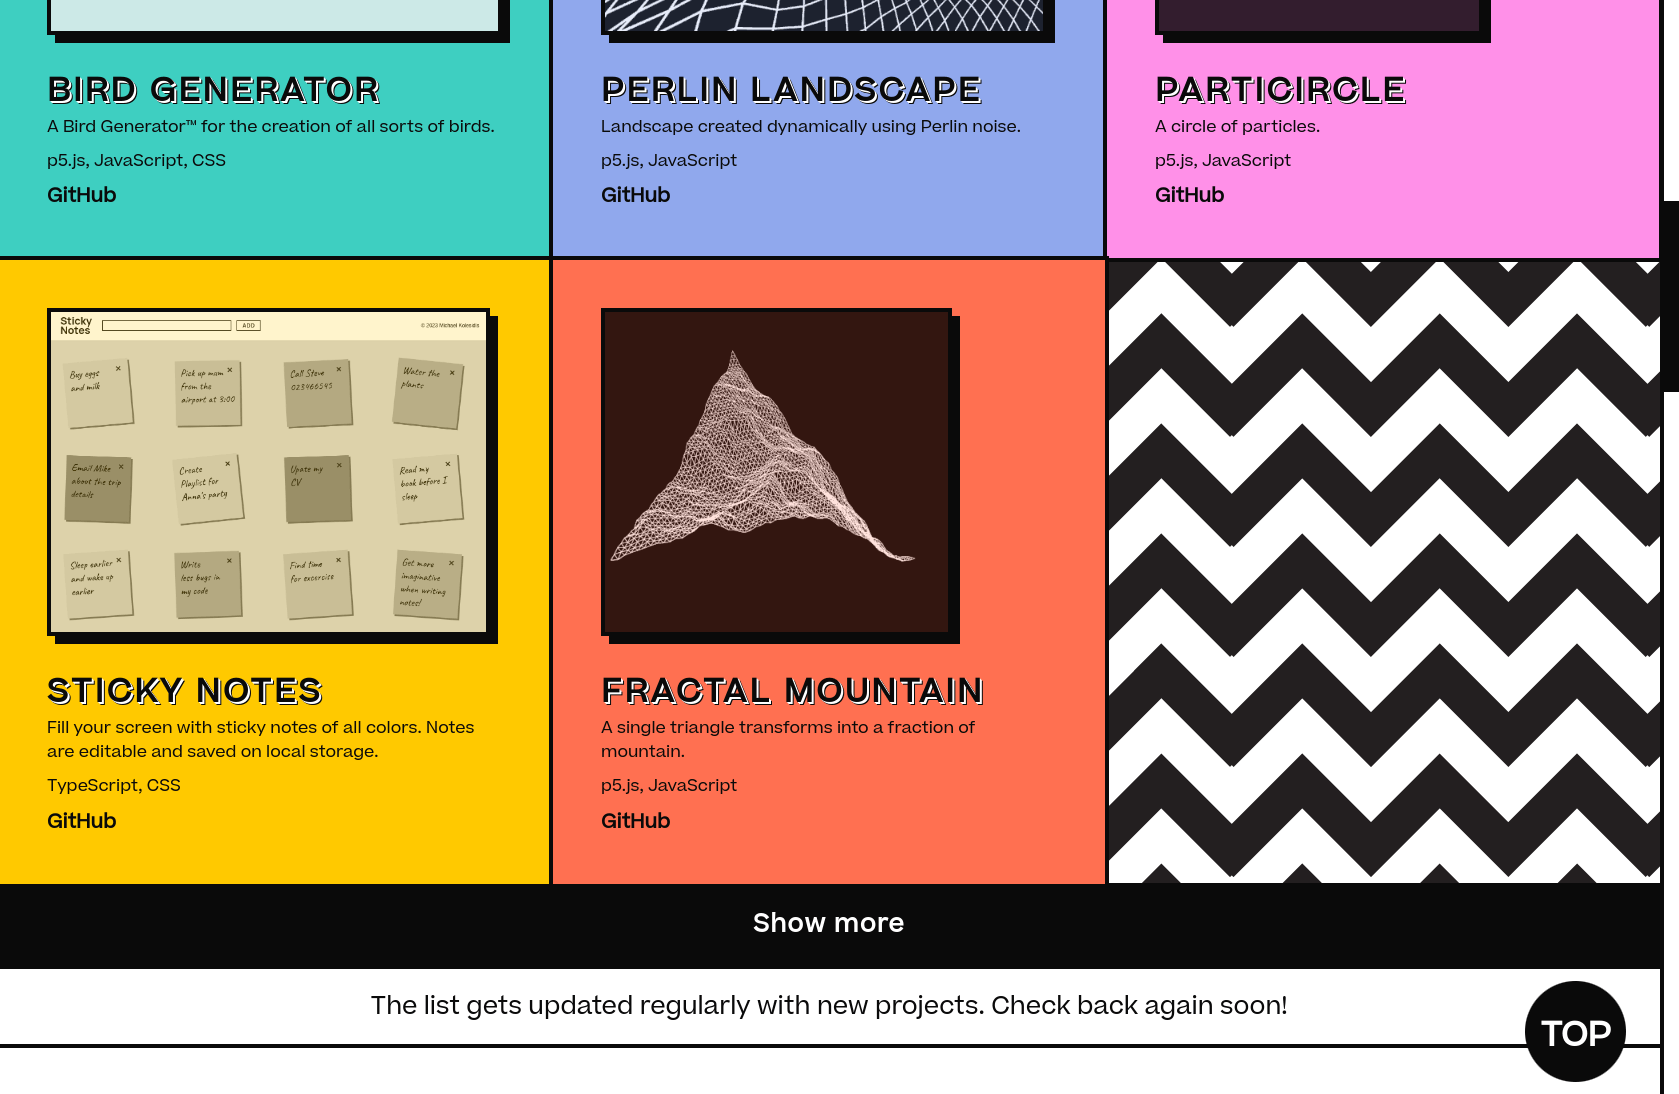 BIRD GENERATOR
A Bird Generator™ for the creation of all sorts of birds.
p5.js, JavaScript, CSS
GitHub
PERLIN LANDSCAPE
Landscape created dynamically using Perlin noise.
p5.js, JavaScript
GitHub
PARTICIRCLE
A circle of particles.
p5.js, JavaScript
GitHub
Sticky
Notes
ADD
© 2023 Michael Kolesidis
Buy eggs
and milk
Pick up mum
from the
airport at 3:00
Call Steve
Water the
plants
Email Mike
about the trip
details
Create
Playlist for
Anna's party
Upate my
CV
Read my
book before I
sleep
Sleep earlier
and wake up
earlier
Write
less bugs in
my code
Find time
for excercise
Get more
imaginative
when writing
notes!
STICKY NOTES
Fill your screen with sticky notes of all colors. Notes
are editable and saved on local storage.
TypeScript, CSS
GitHub
FRACTAL MOUNTAIN
A single triangle transforms into a fraction of
mountain.
p5.js, JavaScript
GitHub
Show more
The list gets updated regularly with new projects. Check back again soon!
TOP